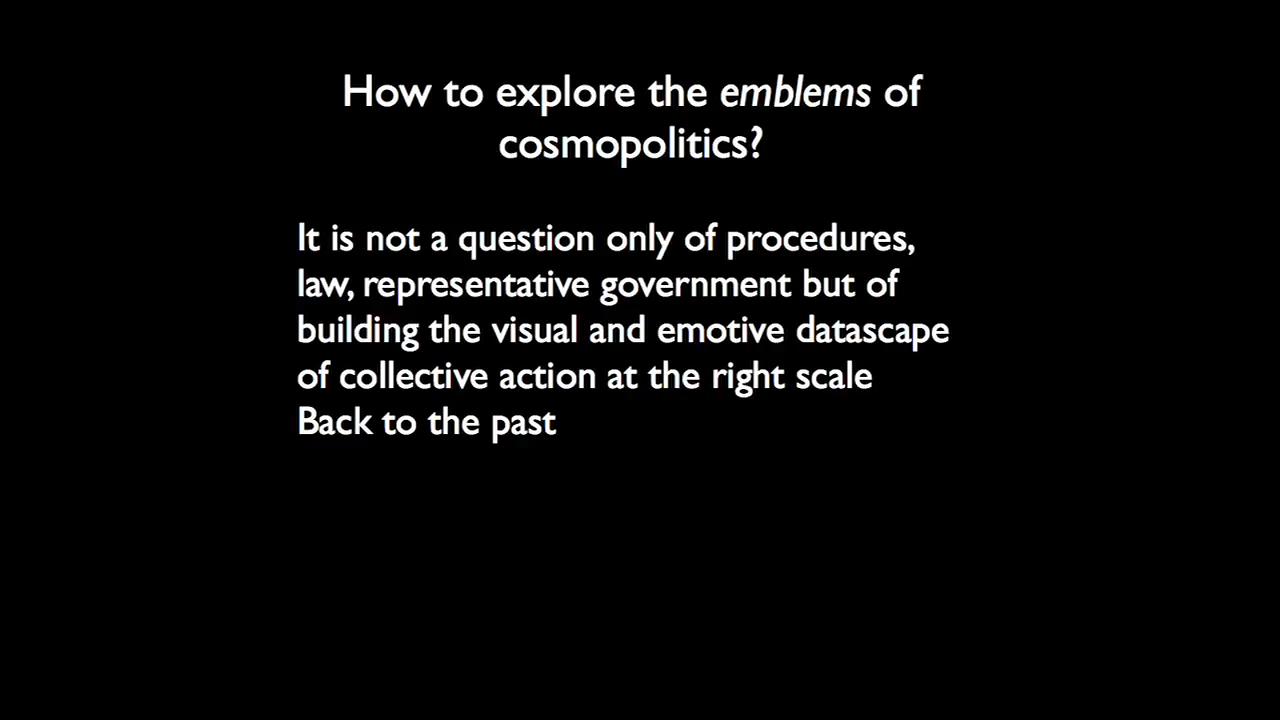 How to explore the emblems of
cosmopolitics?
It is not a question only of procedures,
law, representative government but of
building the visual and emotive datascape
of collective action at the right scale
Back to the past